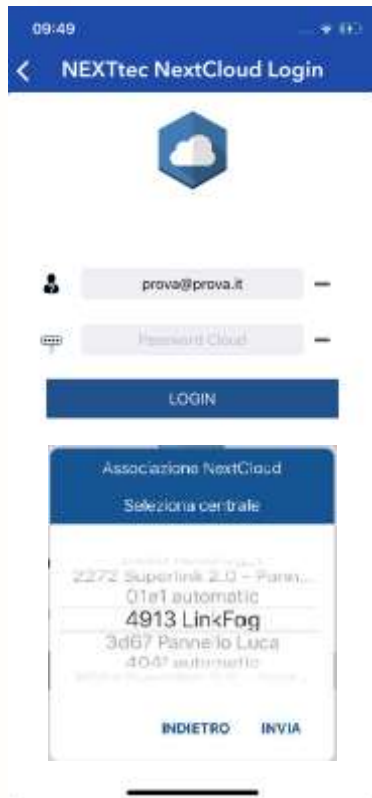 09:49
NEXTtec NextCloud Login
prova@prova.it
Password Cloud
LOGIN
Associazione NextCloud
Seleziona centrale
2272 Superlink 2.0 - Pann...
01e1 automatic
4913 LinkFog
3d67 Pannello Luca
404f automatic
INDIETRO INVIA